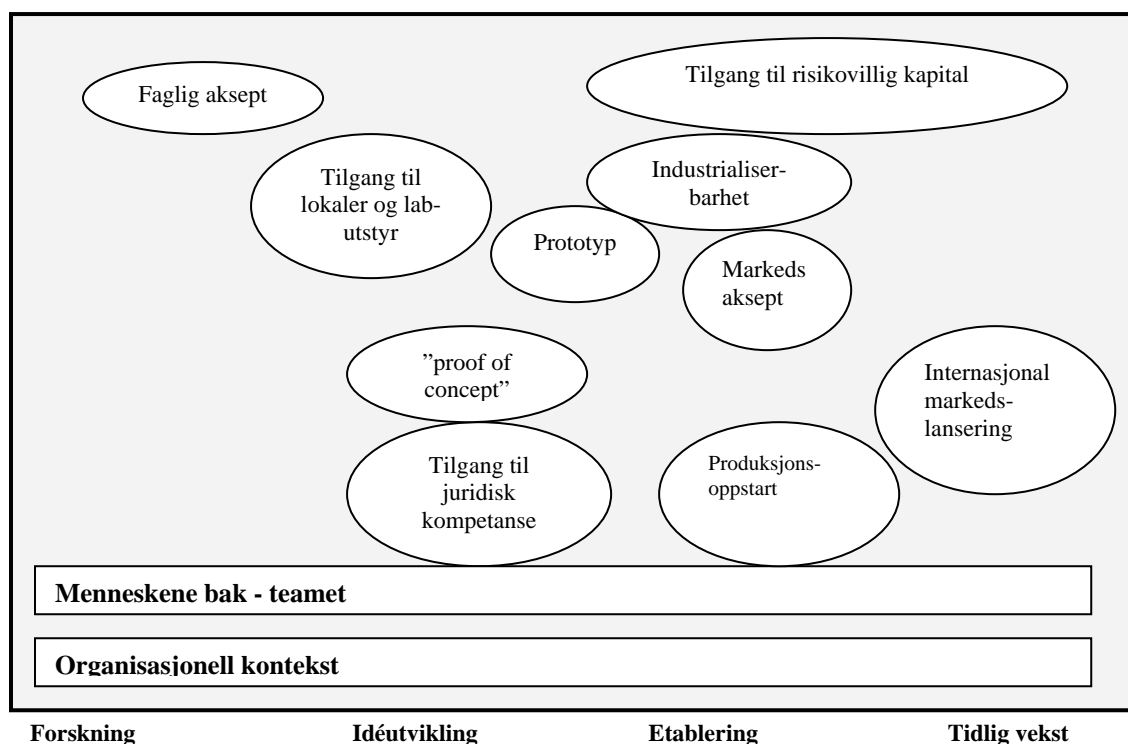 Faglig aksept
Tilgang til risikovillig kapital
Tilgang til
lokaler og lab-
utstyr
Industrialiser-
barhet
Prototyp
Markeds
aksept
”proof of
concept”
Internasjonal
markeds-
lansering
Tilgang til
juridisk
kompetanse
Produksjons-
oppstart
Menneskene bak - teamet
Organisasjonell kontekst
Forskning Idéutvikling Etablering Tidlig vekst